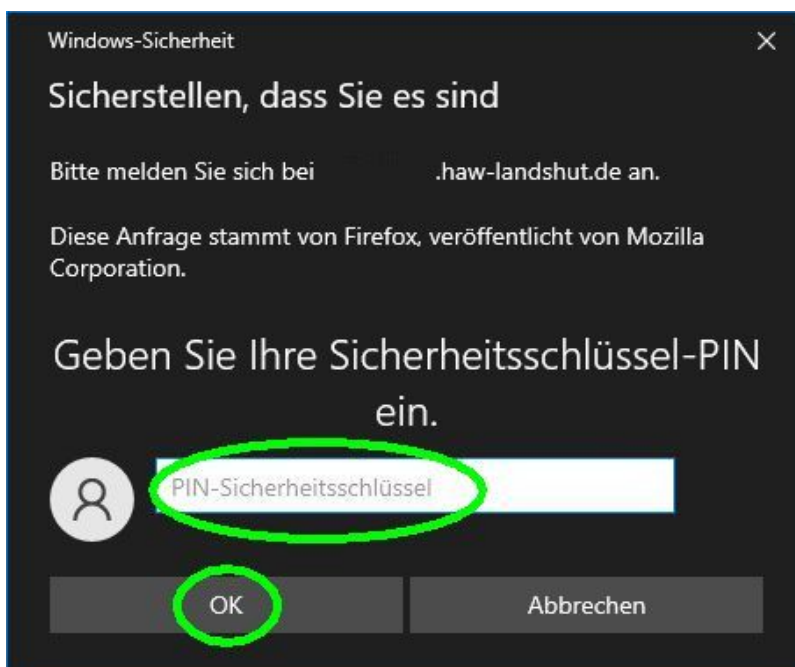 Windows-Sicherheit
Sicherstellen, dass Sie es sind
Bitte melden Sie sich bei .haw-landshut.de an.
Diese Anfrage stammt von Firefox, veröffentlicht von Mozilla
Corporation.
Geben Sie Ihre Sicherheitsschlüssel-PIN
ein.
PIN-Sicherheitsschlüssel
OK Abbrechen